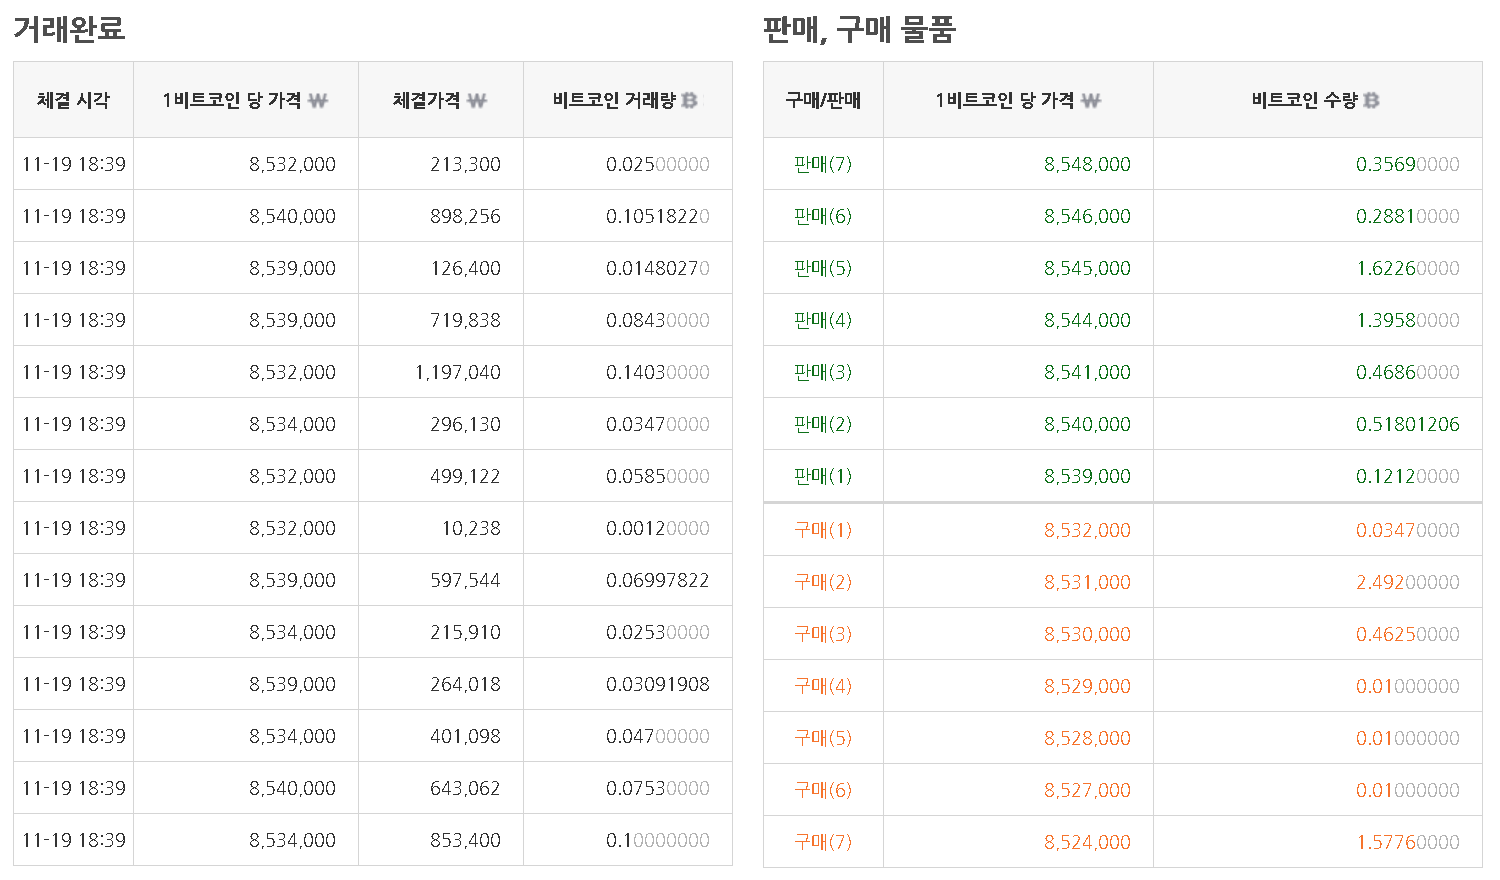 거래완료
체결 시각 1비트코인 당 가격 ₩ 체결가격 ₩ 비트코인 거래량 ₿
11-19 18:39 8,532,000 213,300 0.02500000
11-19 18:39 8,540,000 898,256 0.10518220
11-19 18:39 8,539,000 126,400 0.01480270
11-19 18:39 8,539,000 719,838 0.08430000
11-19 18:39 8,532,000 1,197,040 0.14030000
11-19 18:39 8,534,000 296,130 0.03470000
11-19 18:39 8,532,000 499,122 0.05850000
11-19 18:39 8,532,000 10,238 0.00120000
11-19 18:39 8,539,000 597,544 0.06997822
11-19 18:39 8,534,000 215,910 0.02530000
11-19 18:39 8,539,000 264,018 0.03091908
11-19 18:39 8,534,000 401,098 0.04700000
11-19 18:39 8,540,000 643,062 0.07530000
11-19 18:39 8,534,000 853,400 0.10000000
판매, 구매 물품
구매/판매 1비트코인 당 가격 ₩ 비트코인 수량 ₿
판매(7) 8,548,000 0.35690000
판매(6) 8,546,000 0.28810000
판매(5) 8,545,000 1.62260000
판매(4) 8,544,000 1.39580000
판매(3) 8,541,000 0.46860000
판매(2) 8,540,000 0.51801206
판매(1) 8,539,000 0.12120000
구매(1) 8,532,000 0.03470000
구매(2) 8,531,000 2.49200000
구매(3) 8,530,000 0.46250000
구매(4) 8,529,000 0.01000000
구매(5) 8,528,000 0.01000000
구매(6) 8,527,000 0.01000000
구매(7) 8,524,000 1.57760000